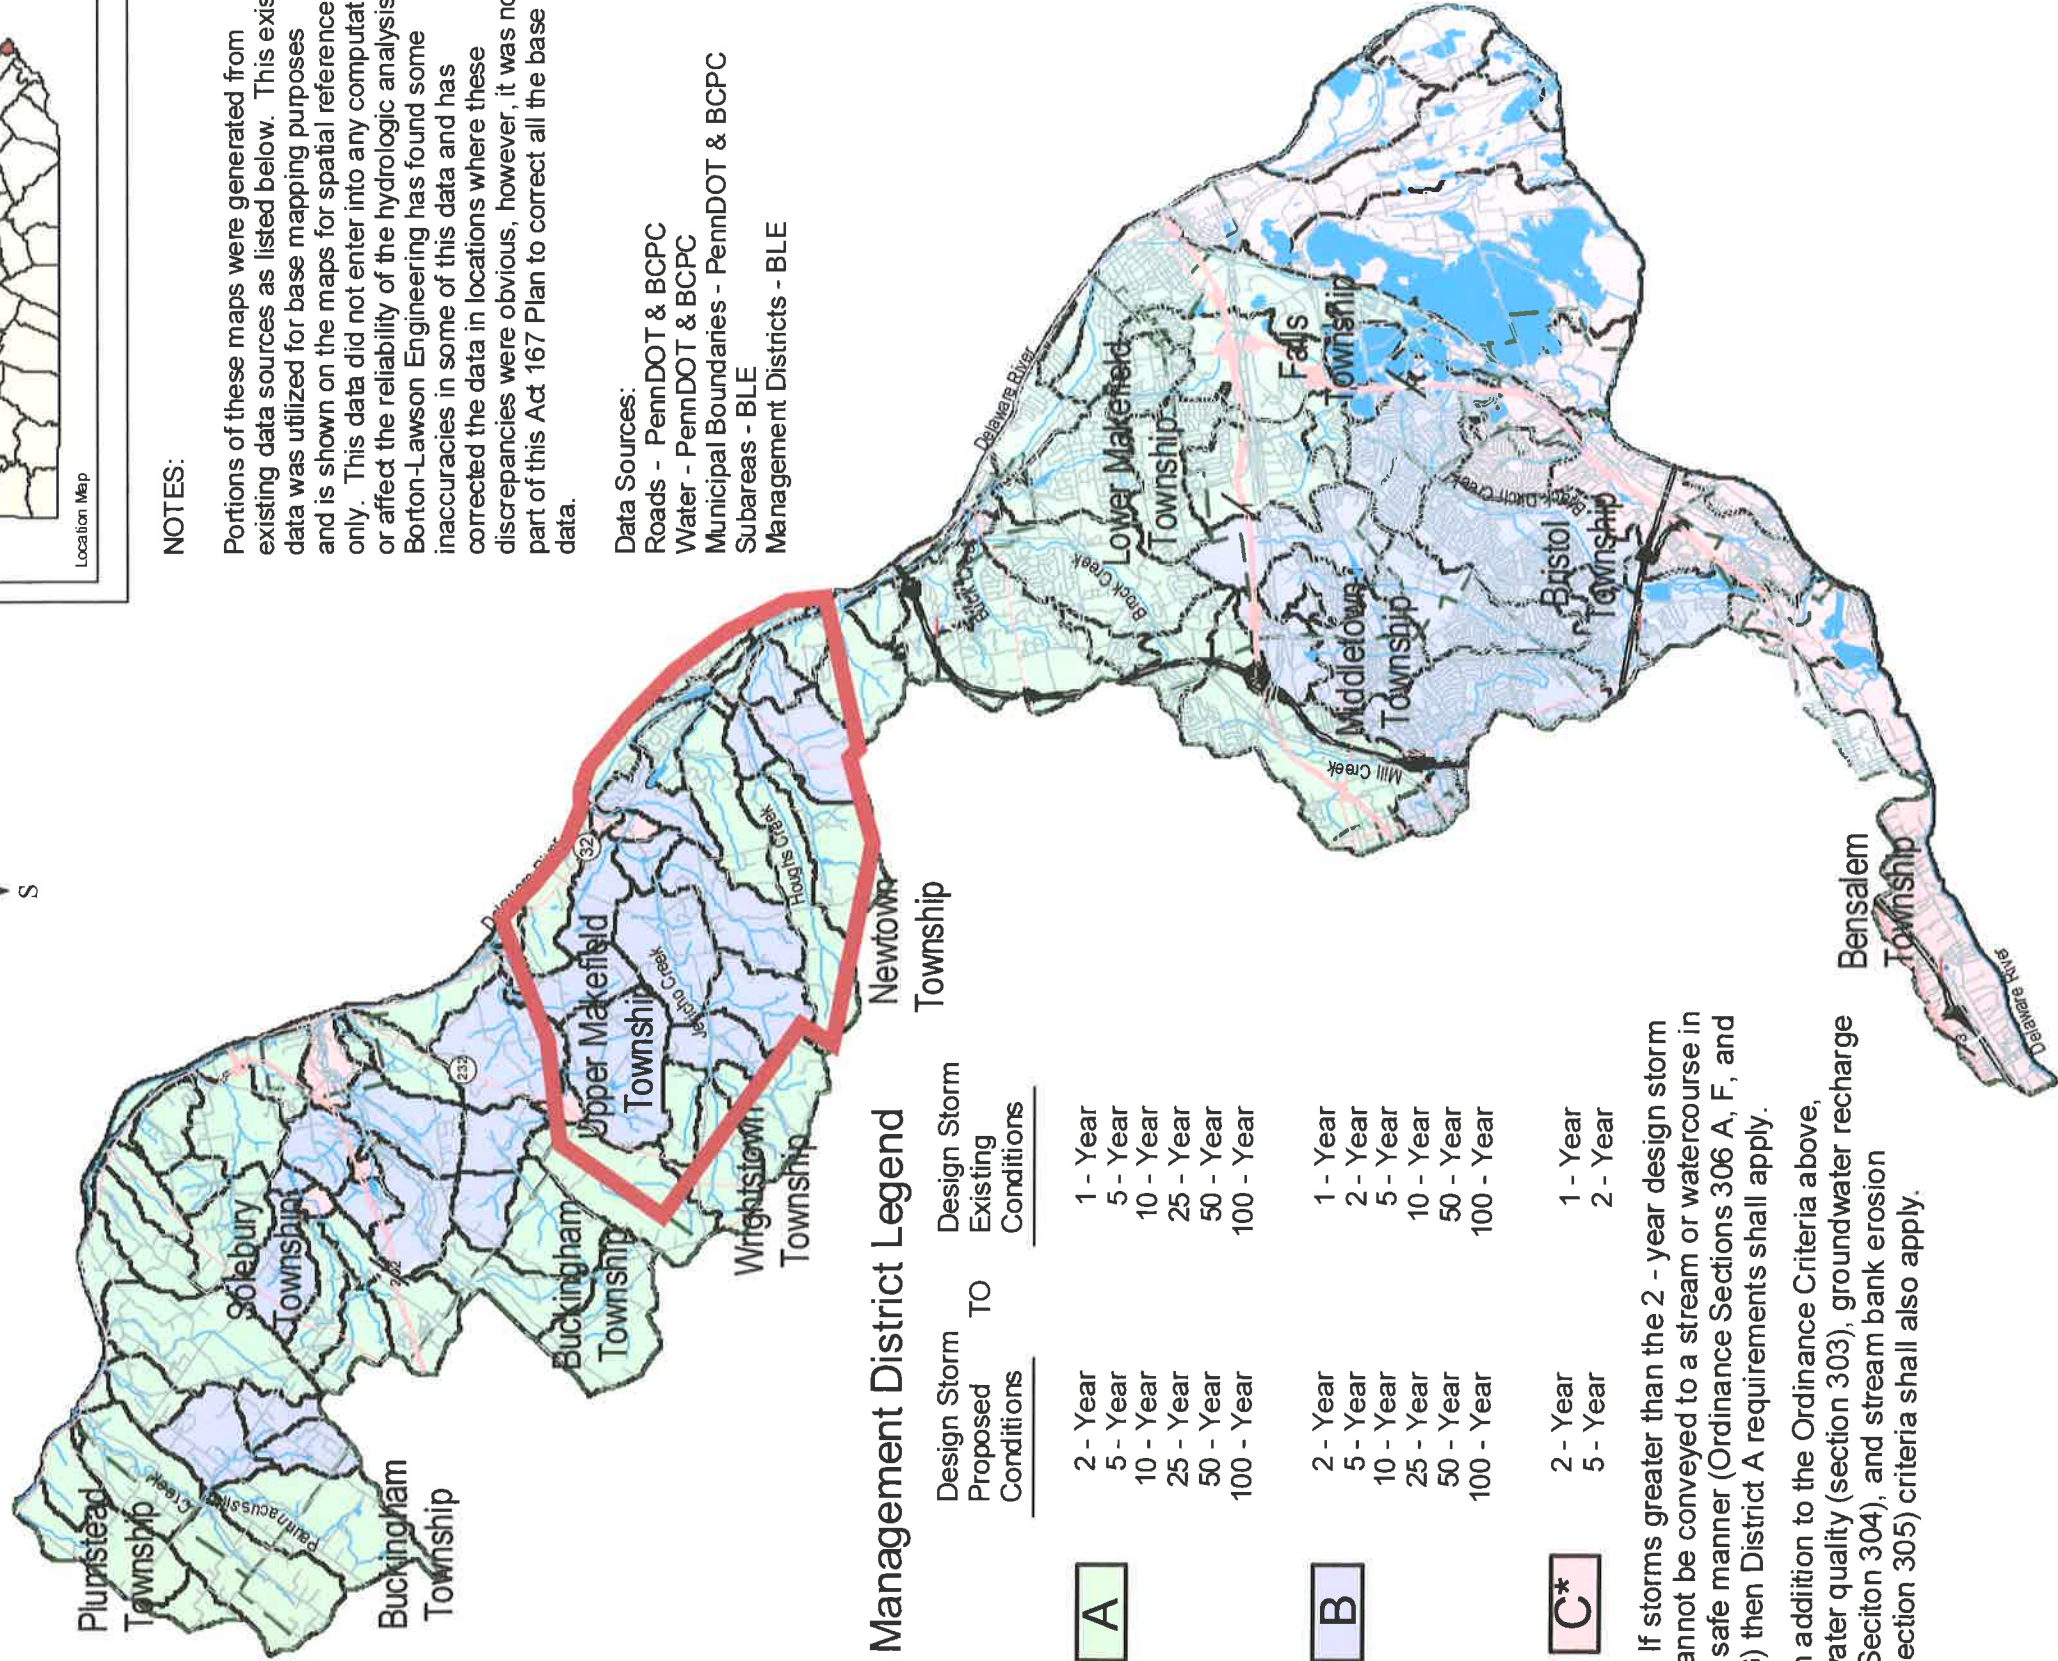 S
Location Map
NOTES:
Portions of these maps were generated from
existing data sources as listed below. This exis
data was utilized for base mapping purposes
and is shown on the maps for spatial reference
only. This data did not enter into any computat
or affect the reliability of the hydrologic analysis
Borton-Lawson Engineering has found some
inaccuracies in some of this data and has
corrected the data in locations where these
discrepancies were obvious, however, it was no
part of this Act 167 Plan to correct all the base
data.
Data Sources:
Roads - PennDOT & BCPC
Water - PennDOT & BCPC
Municipal Boundaries - PennDOT & BCPC
Subareas - BLE
Management Districts - BLE
Plumstead
Township
Paunnacussing Creek
Buckingham
Township
Solebury
Township
202
232
Buckingham
Township
Wrightstown
Township
Upper Makefield
Township
Jericho Creek
Delaware River
32
Houghs Creek
Newtown
Township
Delaware River
Buck Creek
Brock Creek
Lower Makefield
Township
Falls
Township
Middletown
Township
Mill Creek
Bristol
Township
Black Ditch Creek
Bensalem
Township
13
Delaware River
Management District Legend
Design Storm
Proposed
Conditions
TO
Design Storm
Existing
Conditions
A
2 - Year 1 - Year
5 - Year 5 - Year
10 - Year 10 - Year
25 - Year 25 - Year
50 - Year 50 - Year
100 - Year 100 - Year
B
2 - Year 1 - Year
5 - Year 2 - Year
10 - Year 5 - Year
25 - Year 10 - Year
50 - Year 50 - Year
100 - Year 100 - Year
C*
2 - Year 1 - Year
5 - Year 2 - Year
If storms greater than the 2 - year design storm
annot be conveyed to a stream or watercourse in
safe manner (Ordinance Sections 306 A, F, and
) then District A requirements shall apply.
n addition to the Ordinance Criteria above,
ater quality (section 303), groundwater recharge
Seciton 304), and stream bank erosion
ection 305) criteria shall also apply.